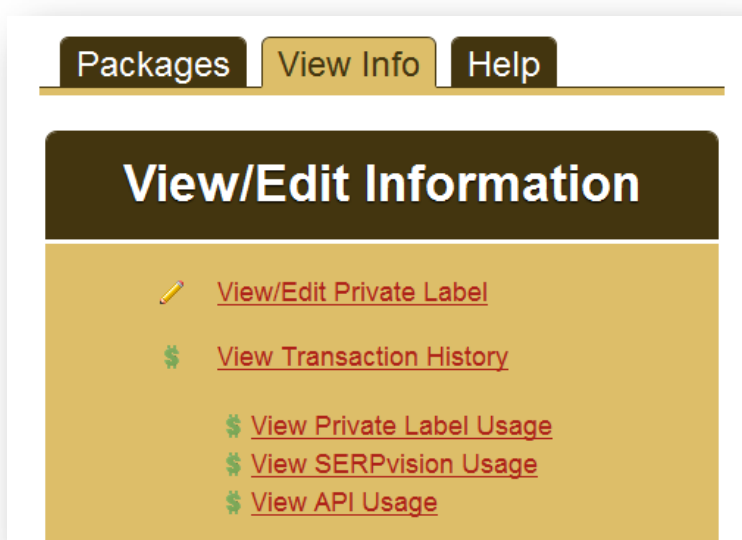 Packages View Info Help
View/Edit Information
View/Edit Private Label
View Transaction History
View Private Label Usage
View SERPvision Usage
View API Usage